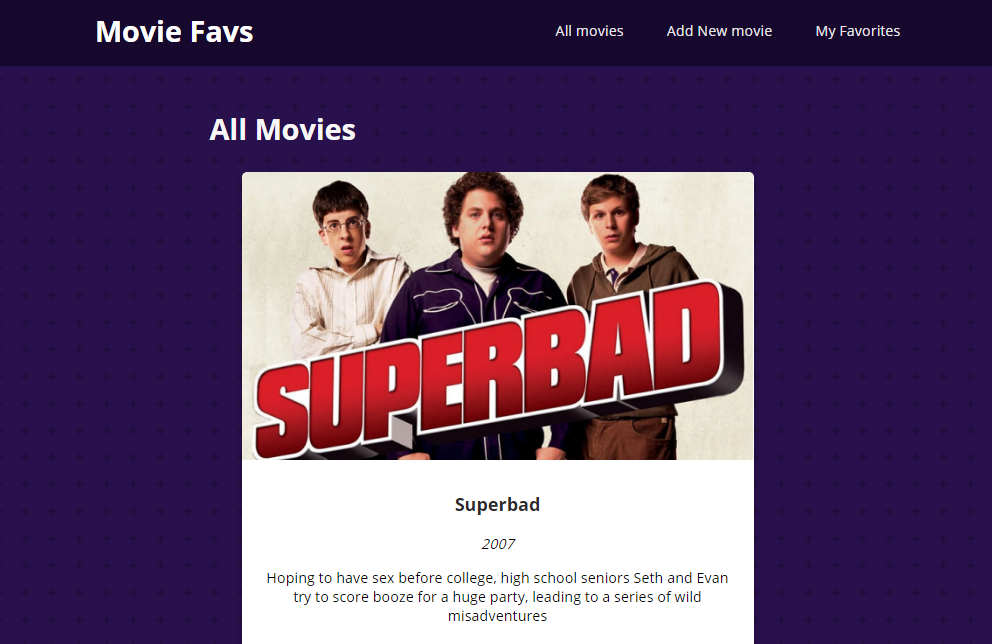 Movie Favs
All movies
Add New movie
My Favorites
All Movies
SUPERBAD
Superbad
2007
Hoping to have sex before college, high school seniors Seth and Evan
try to score booze for a huge party, leading to a series of wild
misadventures